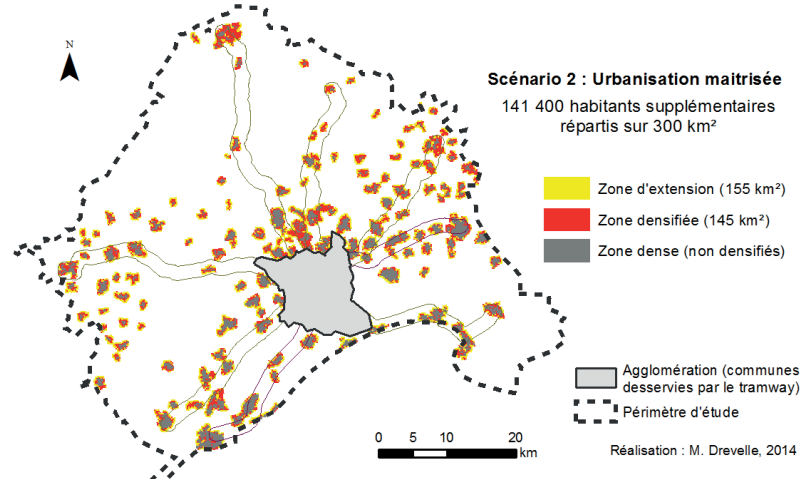 N
Scénario 2 : Urbanisation maitrisée
141 400 habitants supplémentaires
répartis sur 300 km²
Zone d'extension (155 km²)
Zone densifiée (145 km²)
Zone dense (non densifiés)
Agglomération (communes
desservies par le tramway)
Périmètre d'étude
0 5 10 20
km
Réalisation : M. Drevelle, 2014